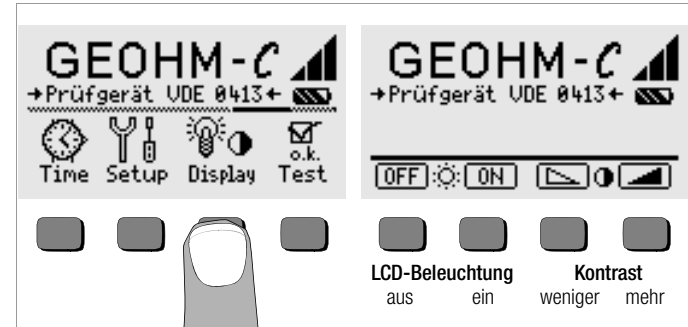 GEOHM-C
→Prüfgerät VDE 0413←
Time Setup Display o.k. Test
GEOHM-C
→Prüfgerät VDE 0413←
OFF ON
LCD-Beleuchtung Kontrast
aus ein weniger mehr